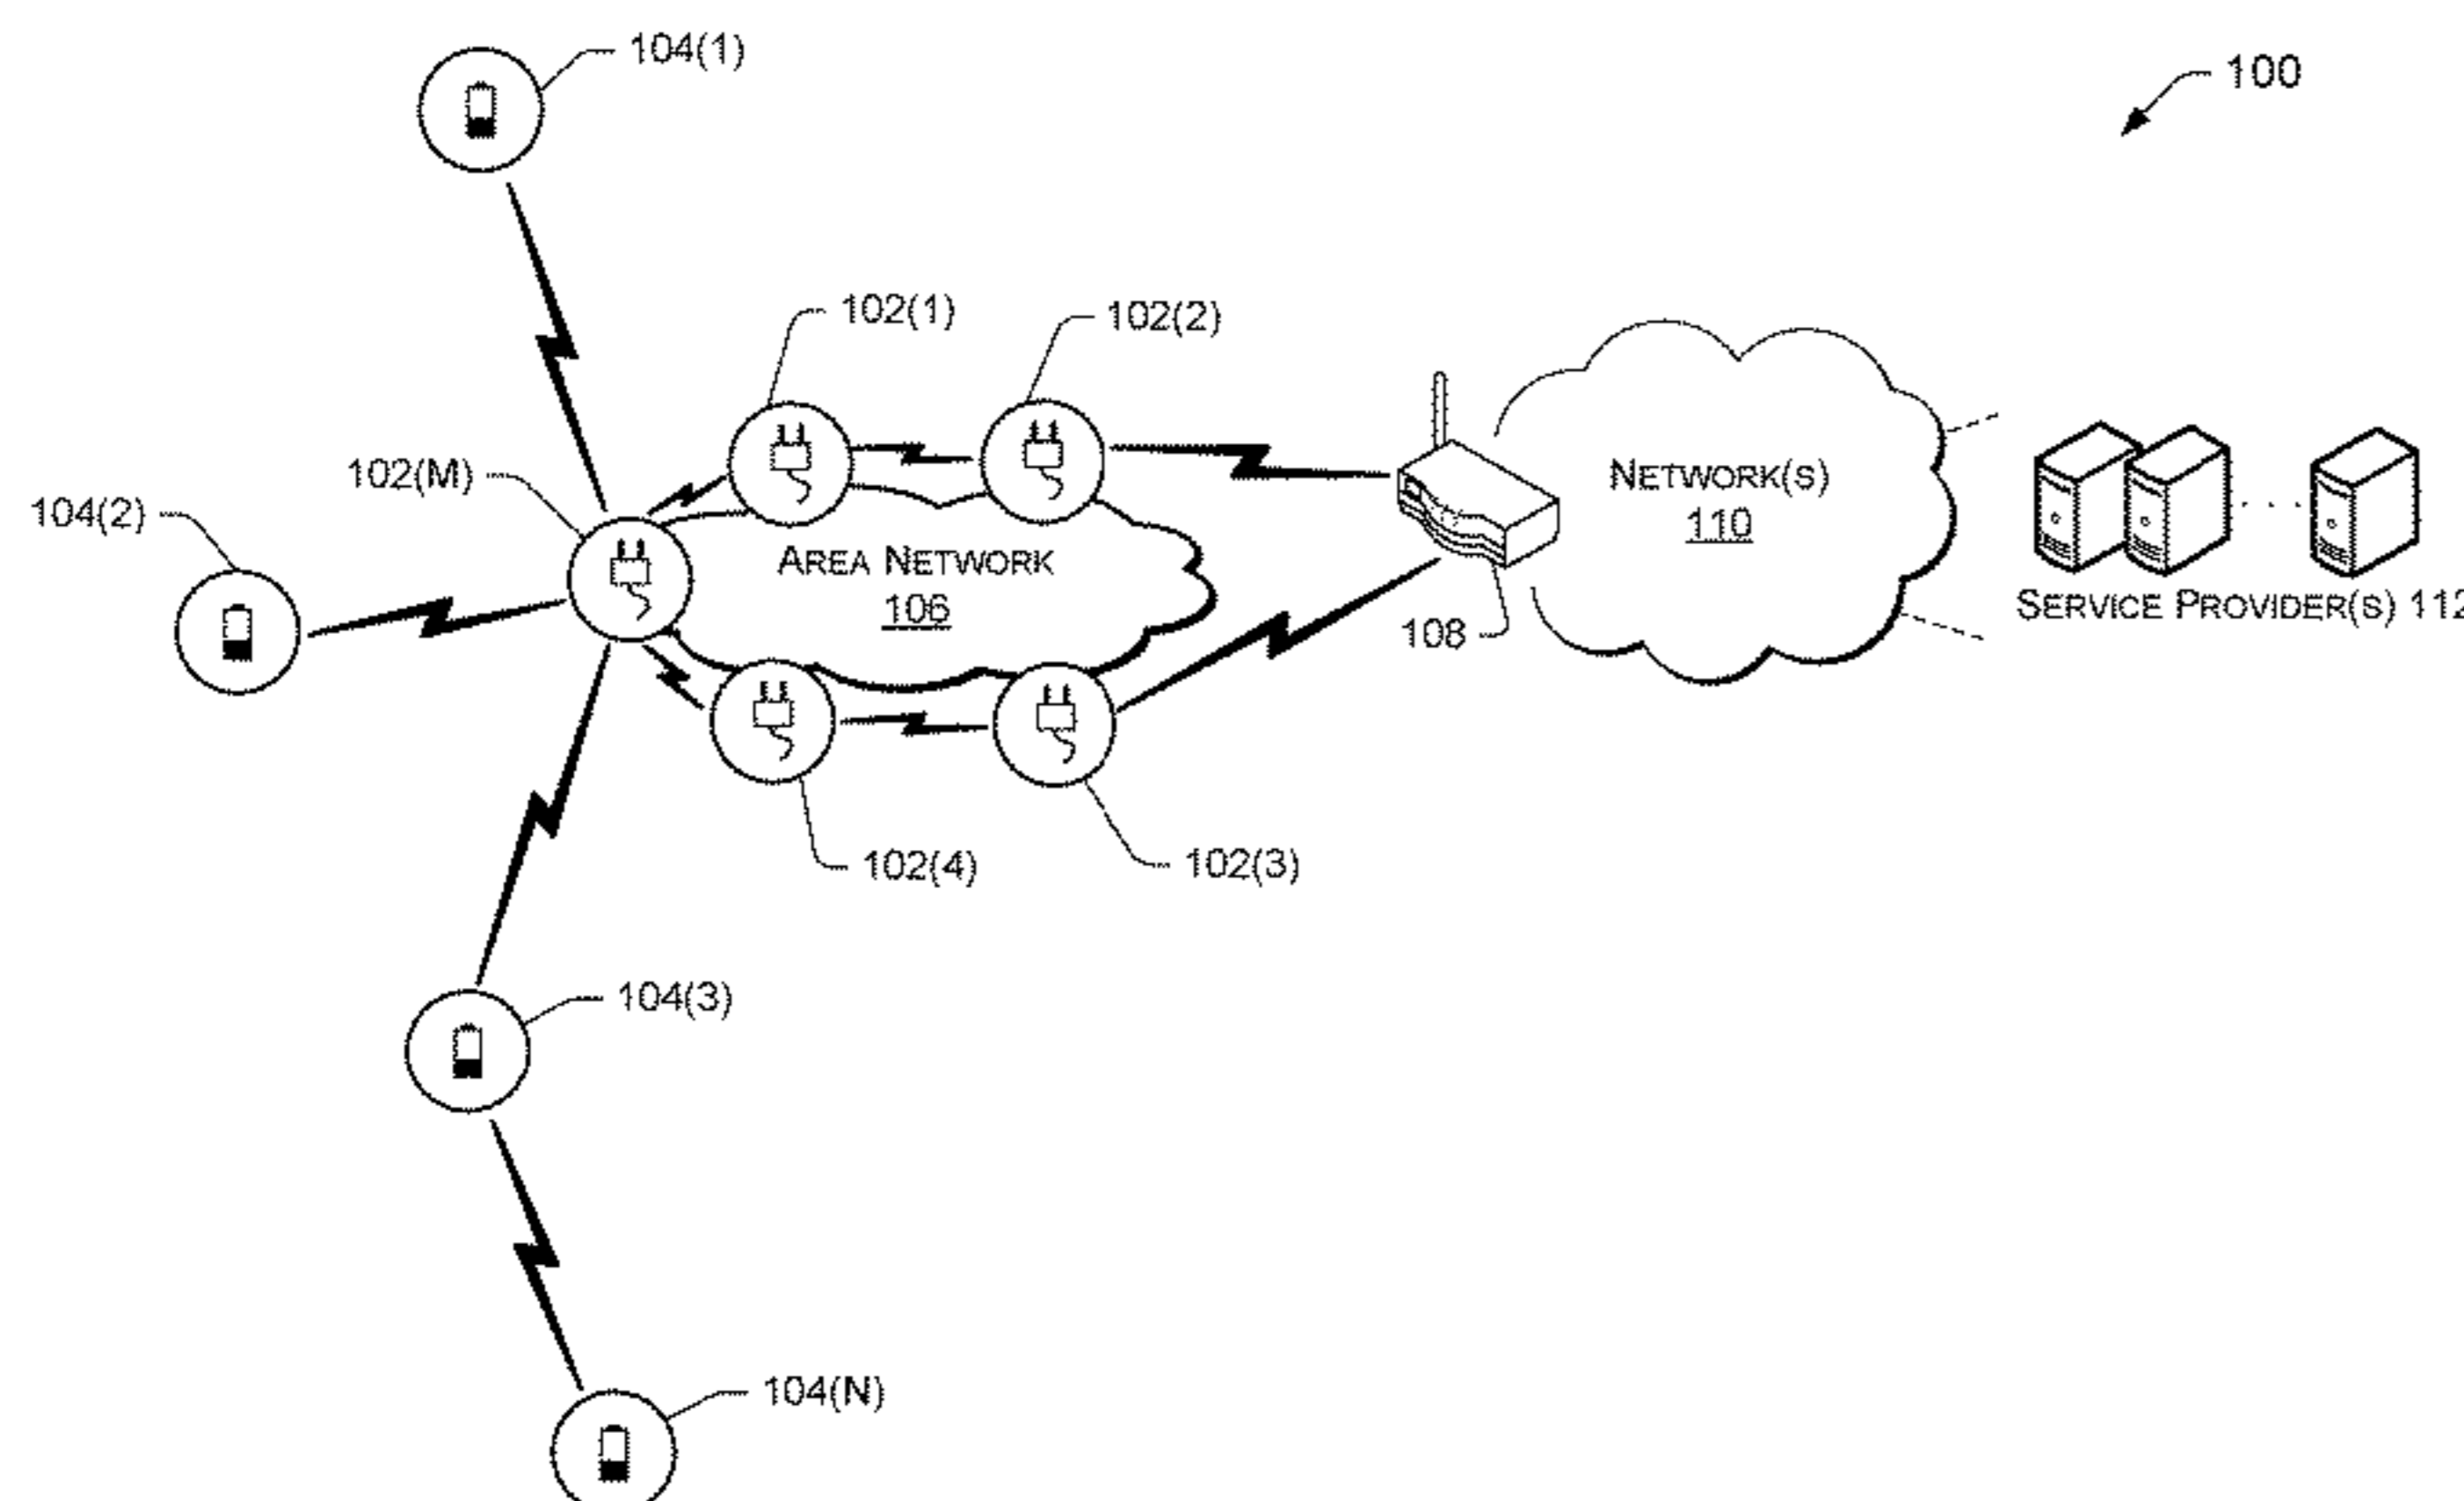 104(1)
100
102(1)
102(2)
102(M)
104(2)
NETWORK(S)
110
AREA NETWORK
106
108
SERVICE PROVIDER(S) 112
102(4)
102(3)
104(3)
104(N)